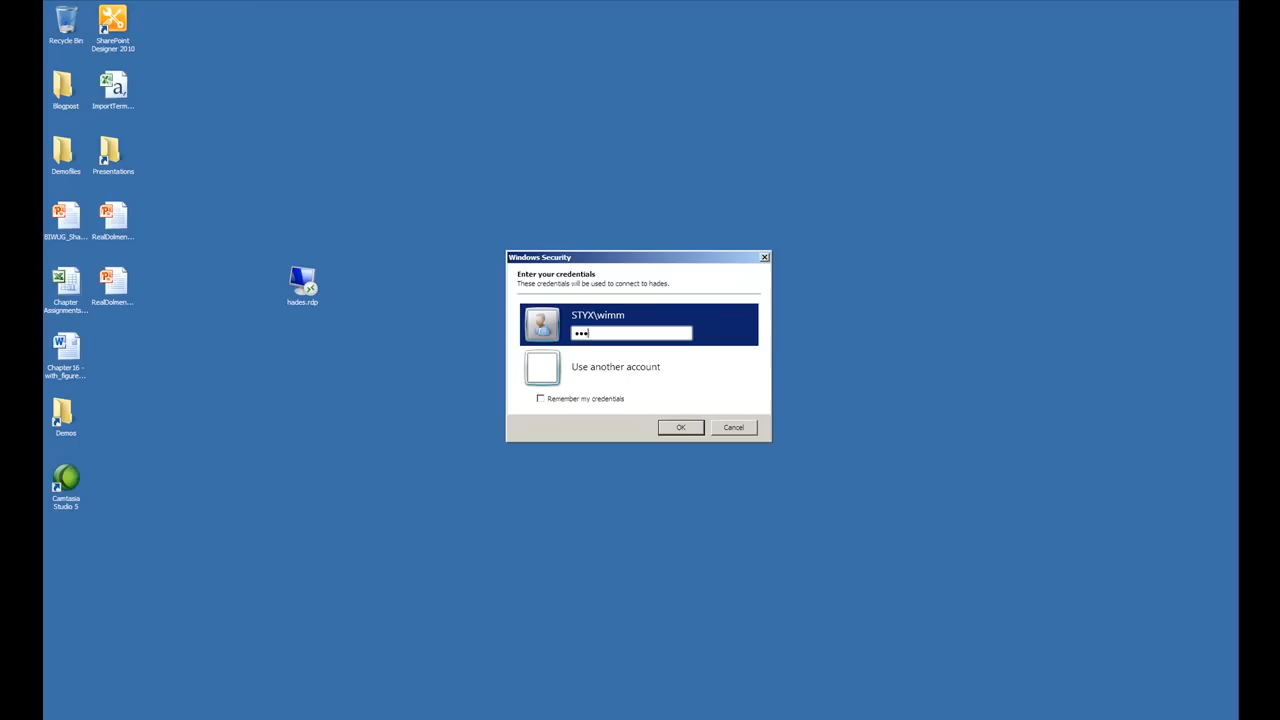 Recycle Bin
SharePoint
Designer 2010
Blogpost
ImportTerm...
Demofiles
Presentations
BIWUG_Sha...
RealDolmen...
Chapter
Assignments...
RealDolmen...
hades.rdp
Chapter16 -
with_figure...
Demos
Camtasia
Studio 5
Windows Security
Enter your credentials
These credentials will be used to connect to hades.
STYX\wimm
•••
Use another account
Remember my credentials
OK
Cancel